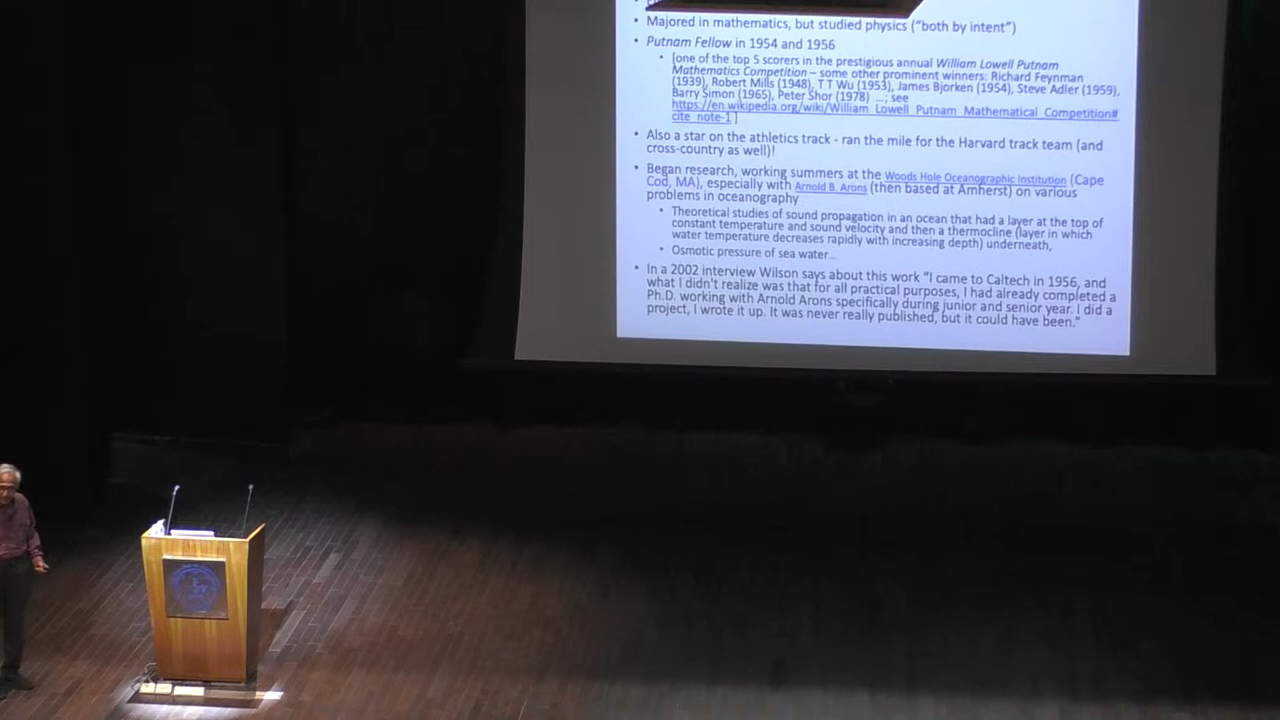 • Majored in mathematics, but studied physics (“both by intent”)
• Putnam Fellow in 1954 and 1956
• [one of the top 5 scorers in the prestigious annual William Lowell Putnam
Mathematics Competition – some other prominent winners: Richard Feynman
(1939), Robert Mills (1948), T T Wu (1953), James Bjorken (1954), Steve Adler (1959),
Barry Simon (1965), Peter Shor (1978) ...; see
https://en.wikipedia.org/wiki/William_Lowell_Putnam_Mathematical_Competition#
cite_note-1]
• Also a star on the athletics track - ran the mile for the Harvard track team (and
cross-country as well)!
• Began research, working summers at the Woods Hole Oceanographic Institution (Cape
Cod, MA), especially with Arnold B. Arons (then based at Amherst) on various
problems in oceanography
• Theoretical studies of sound propagation in an ocean that had a layer at the top of
constant temperature and sound velocity and then a thermocline (layer in which
water temperature decreases rapidly with increasing depth) underneath,
• Osmotic pressure of sea water...
• In a 2002 interview Wilson says about this work “I came to Caltech in 1956, and
what I didn't realize was that for all practical purposes, I had already completed a
Ph.D. working with Arnold Arons specifically during junior and senior year. I did a
project, I wrote it up. It was never really published, but it could have been.”